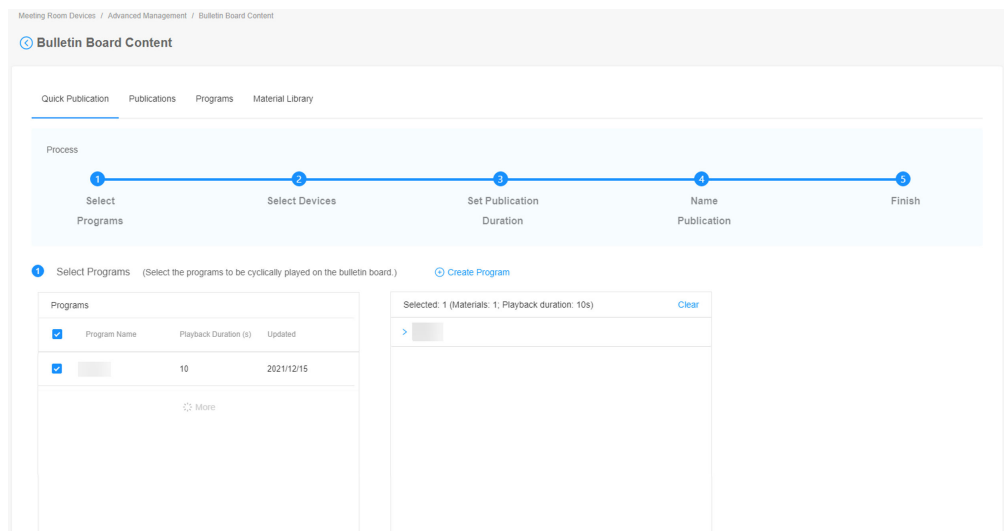 Meeting Room Devices / Advanced Management / Bulletin Board Content
Bulletin Board Content
Quick Publication Publications Programs Material Library
Process
1 2 3 4 5
Select Programs Select Devices Set Publication Duration Name Publication Finish
1 Select Programs (Select the programs to be cyclically played on the bulletin board.) Create Program
Programs
Program Name Playback Duration (s) Updated
10 2021/12/15
More
Selected: 1 (Materials: 1; Playback duration: 10s) Clear